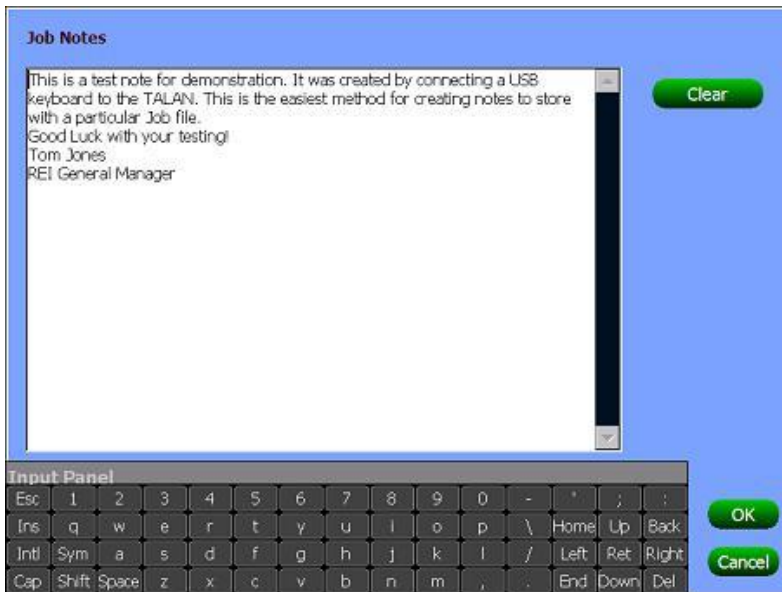 Job Notes
This is a test note for demonstration. It was created by connecting a USB
keyboard to the TALAN. This is the easiest method for creating notes to store
with a particular Job file.
Good Luck with your testing!
Tom Jones
REI General Manager
Clear
Input Panel
Esc 1 2 3 4 5 6 7 8 9 0 - ' ; :
Ins q w e r t y u i o p \ Home Up Back
Intl Sym a s d f g h j k l / Left Ret Right
Cap Shift Space z x c v b n m , . End Down Del
OK
Cancel